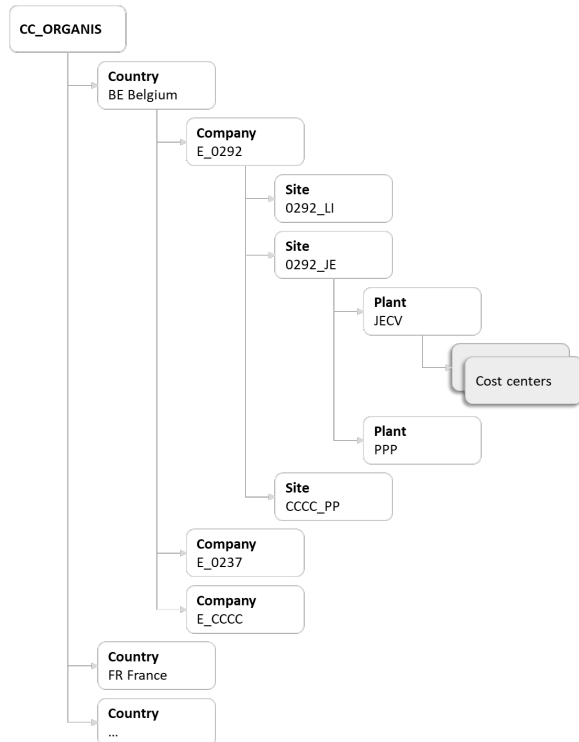 CC_ORGANIS
Country
BE Belgium
Company
E_0292
Site
0292_LI
Site
0292_JE
Plant
JECV
Cost centers
Plant
PPP
Site
CCCC_PP
Company
E_0237
Company
E_CCCC
Country
FR France
Country
...